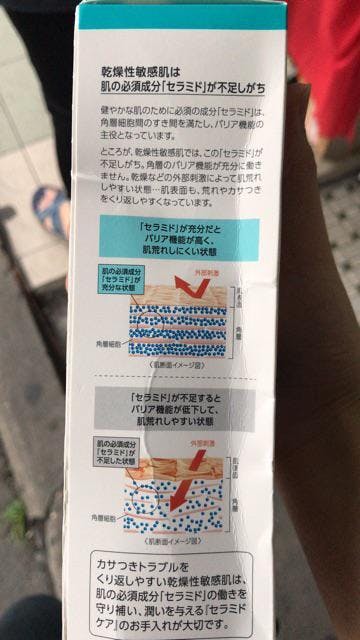 乾燥性敏感肌は
肌の必須成分「セラミド」が不足しがち
健やかな肌のために必須の成分「セラミド」は、
角層細胞間のすき間を満たし、バリア機能の
主役となっています。
ところが、乾燥性敏感肌では、この「セラミド」が
不足しがち。角層のバリア機能が充分に働き
ません。乾燥などの外部刺激によって肌荒れ
しやすい状態…肌表面も、荒れやカサつき
をくり返しやすくなっています。
「セラミド」が充分だと
バリア機能が高く、
肌荒れしにくい状態
肌の必須成分
「セラミド」が
充分な状態
外部刺激
肌表面
角層
角層細胞
〈肌断面イメージ図〉
「セラミド」が不足すると
バリア機能が低下して、
肌荒れしやすい状態
肌の必須成分
「セラミド」が
不足した状態
外部刺激
肌表面
角層
角層細胞
〈肌断面イメージ図〉
カサつきトラブルを
くり返しやすい乾燥性敏感肌は、
肌の必須成分「セラミド」の働きを
守り補い、潤いを与える『セラミド
ケア』のお手入れが大切です。